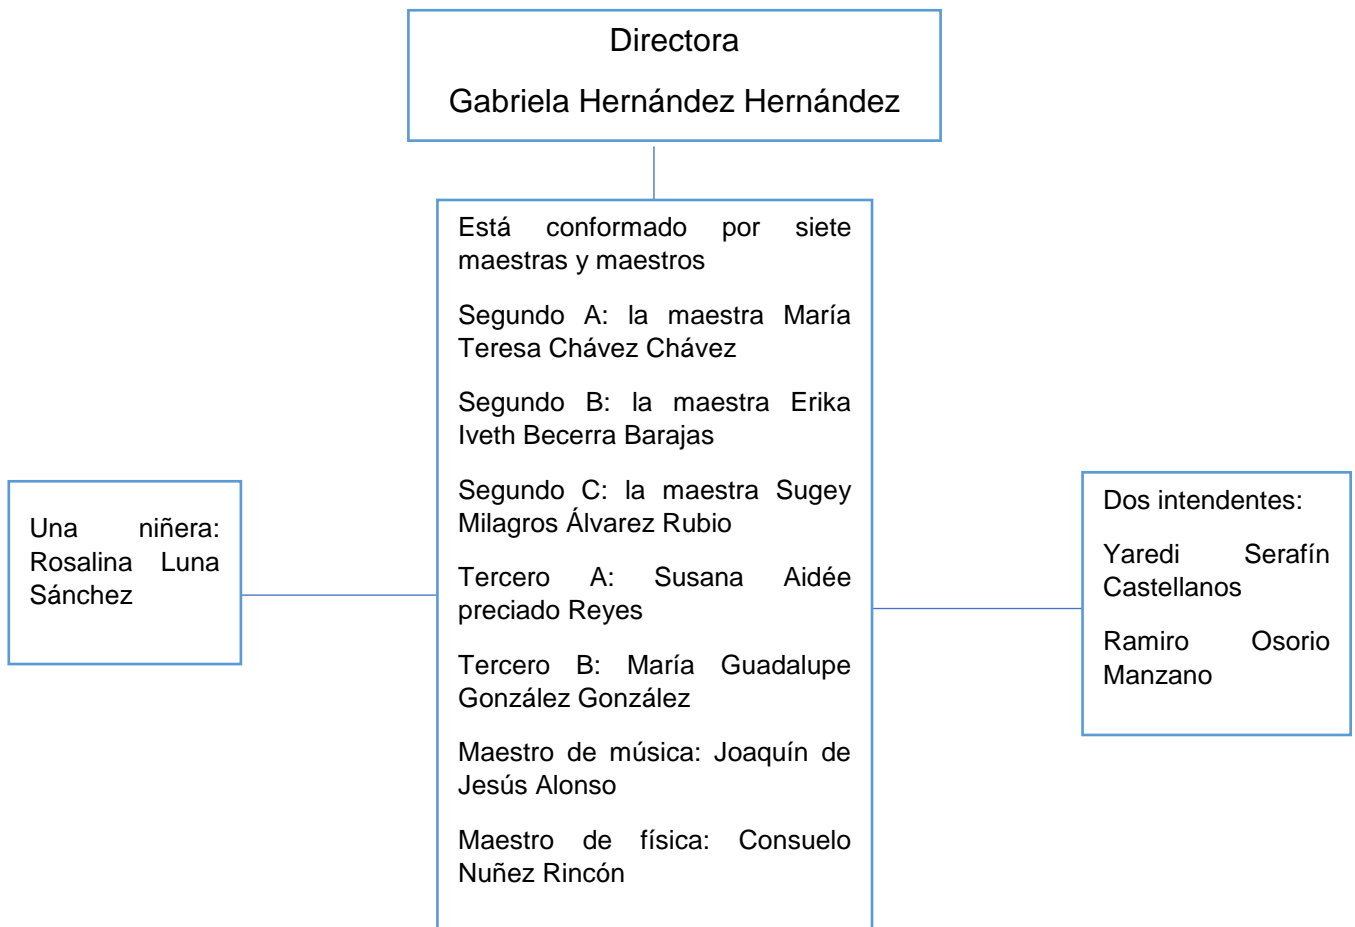 Directora
Gabriela Hernández Hernández
Está conformado por siete
maestras y maestros
Segundo A: la maestra María
Teresa Chávez Chávez
Segundo B: la maestra Erika
Iveth Becerra Barajas
Segundo C: la maestra Sugey
Milagros Álvarez Rubio
Tercero A: Susana Aidée
preciado Reyes
Tercero B: María Guadalupe
González González
Maestro de música: Joaquín de
Jesús Alonso
Maestro de física: Consuelo
Nuñez Rincón
Una niñera:
Rosalina Luna
Sánchez
Dos intendentes:
Yaredi Serafín
Castellanos
Ramiro Osorio
Manzano